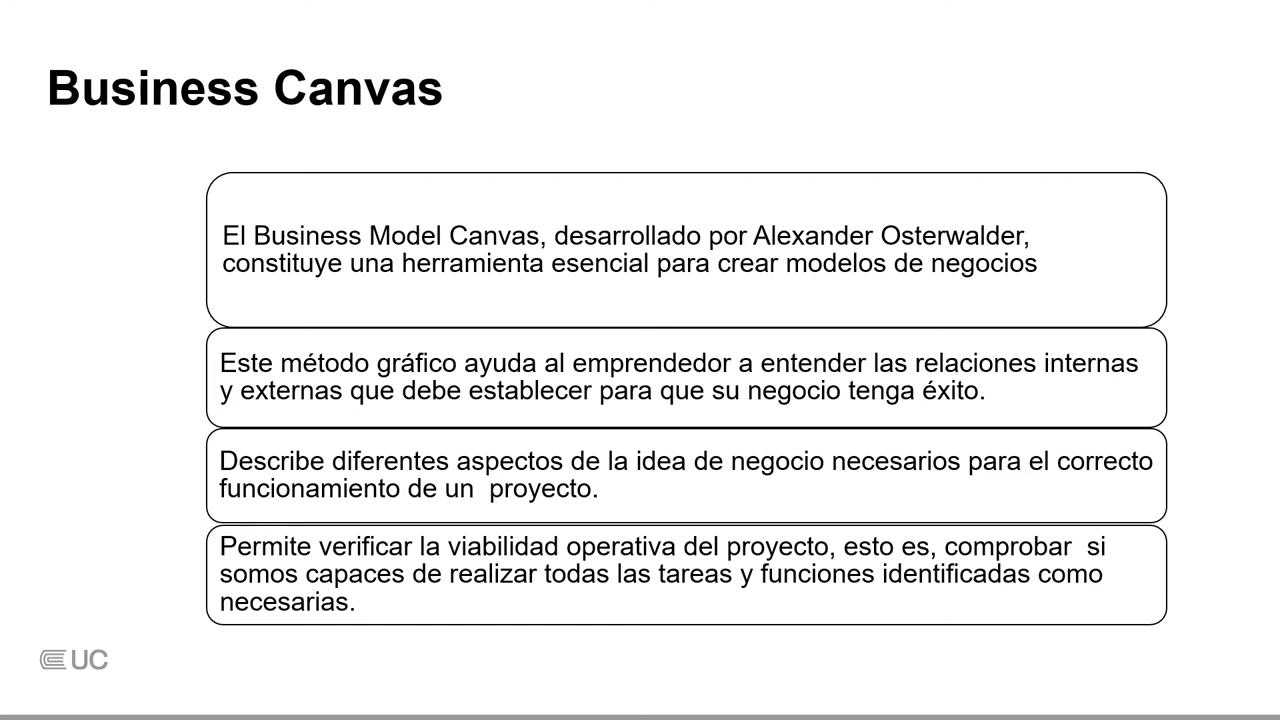 Business Canvas
El Business Model Canvas, desarrollado por Alexander Osterwalder,
constituye una herramienta esencial para crear modelos de negocios
Este método gráfico ayuda al emprendedor a entender las relaciones internas
y externas que debe establecer para que su negocio tenga éxito.
Describe diferentes aspectos de la idea de negocio necesarios para el correcto
funcionamiento de un  proyecto.
Permite verificar la viabilidad operativa del proyecto, esto es, comprobar  si
somos capaces de realizar todas las tareas y funciones identificadas como
necesarias.
UC